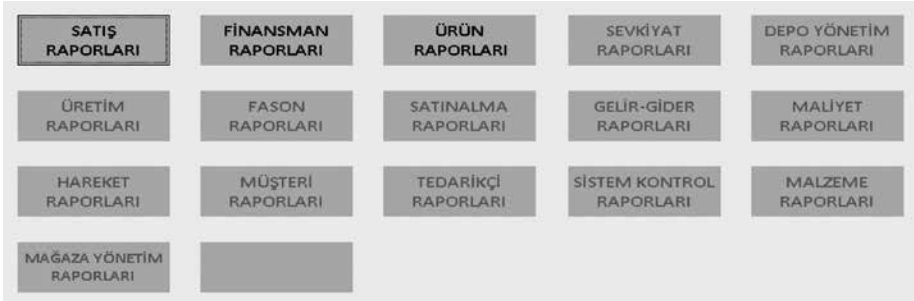 SATIŞ
RAPORLARI
FİNANSMAN
RAPORLARI
ÜRÜN
RAPORLARI
SEVKİYAT
RAPORLARI
DEPO YÖNETİM
RAPORLARI
ÜRETİM
RAPORLARI
FASON
RAPORLARI
SATINALMA
RAPORLARI
GELİR-GİDER
RAPORLARI
MALİYET
RAPORLARI
HAREKET
RAPORLARI
MÜŞTERİ
RAPORLARI
TEDARİKÇİ
RAPORLARI
SİSTEM KONTROL
RAPORLARI
MALZEME
RAPORLARI
MAĞAZA YÖNETİM
RAPORLARI